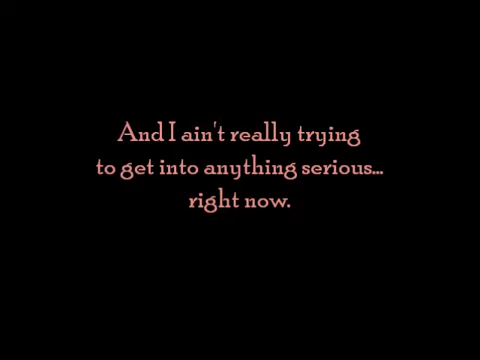 And I ain't really trying
to get into anything serious...
right now.